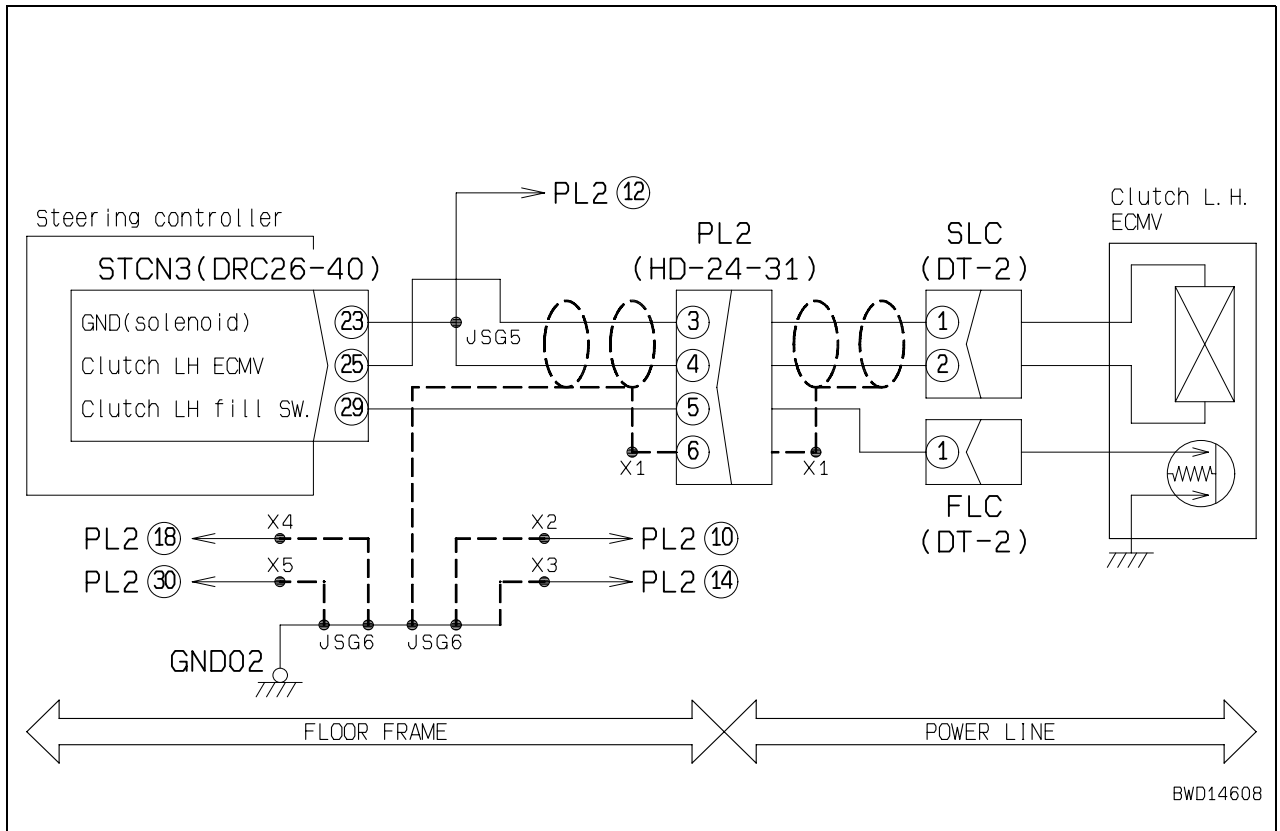 PL2 12
Clutch L.H.
ECMV
Steering controller
PL2
(HD-24-31)
SLC
(DT-2)
STCN3(DRC26-40)
GND(solenoid) 23
JSG5
3
1
Clutch LH ECMV 25
4
2
Clutch LH fill SW. 29
5
6
1
X1
X1
FLC
(DT-2)
X4
X2
PL2 18
PL2 10
X5
X3
PL2 30
PL2 14
JSG6
JSG6
GND02
FLOOR FRAME
POWER LINE
BWD14608